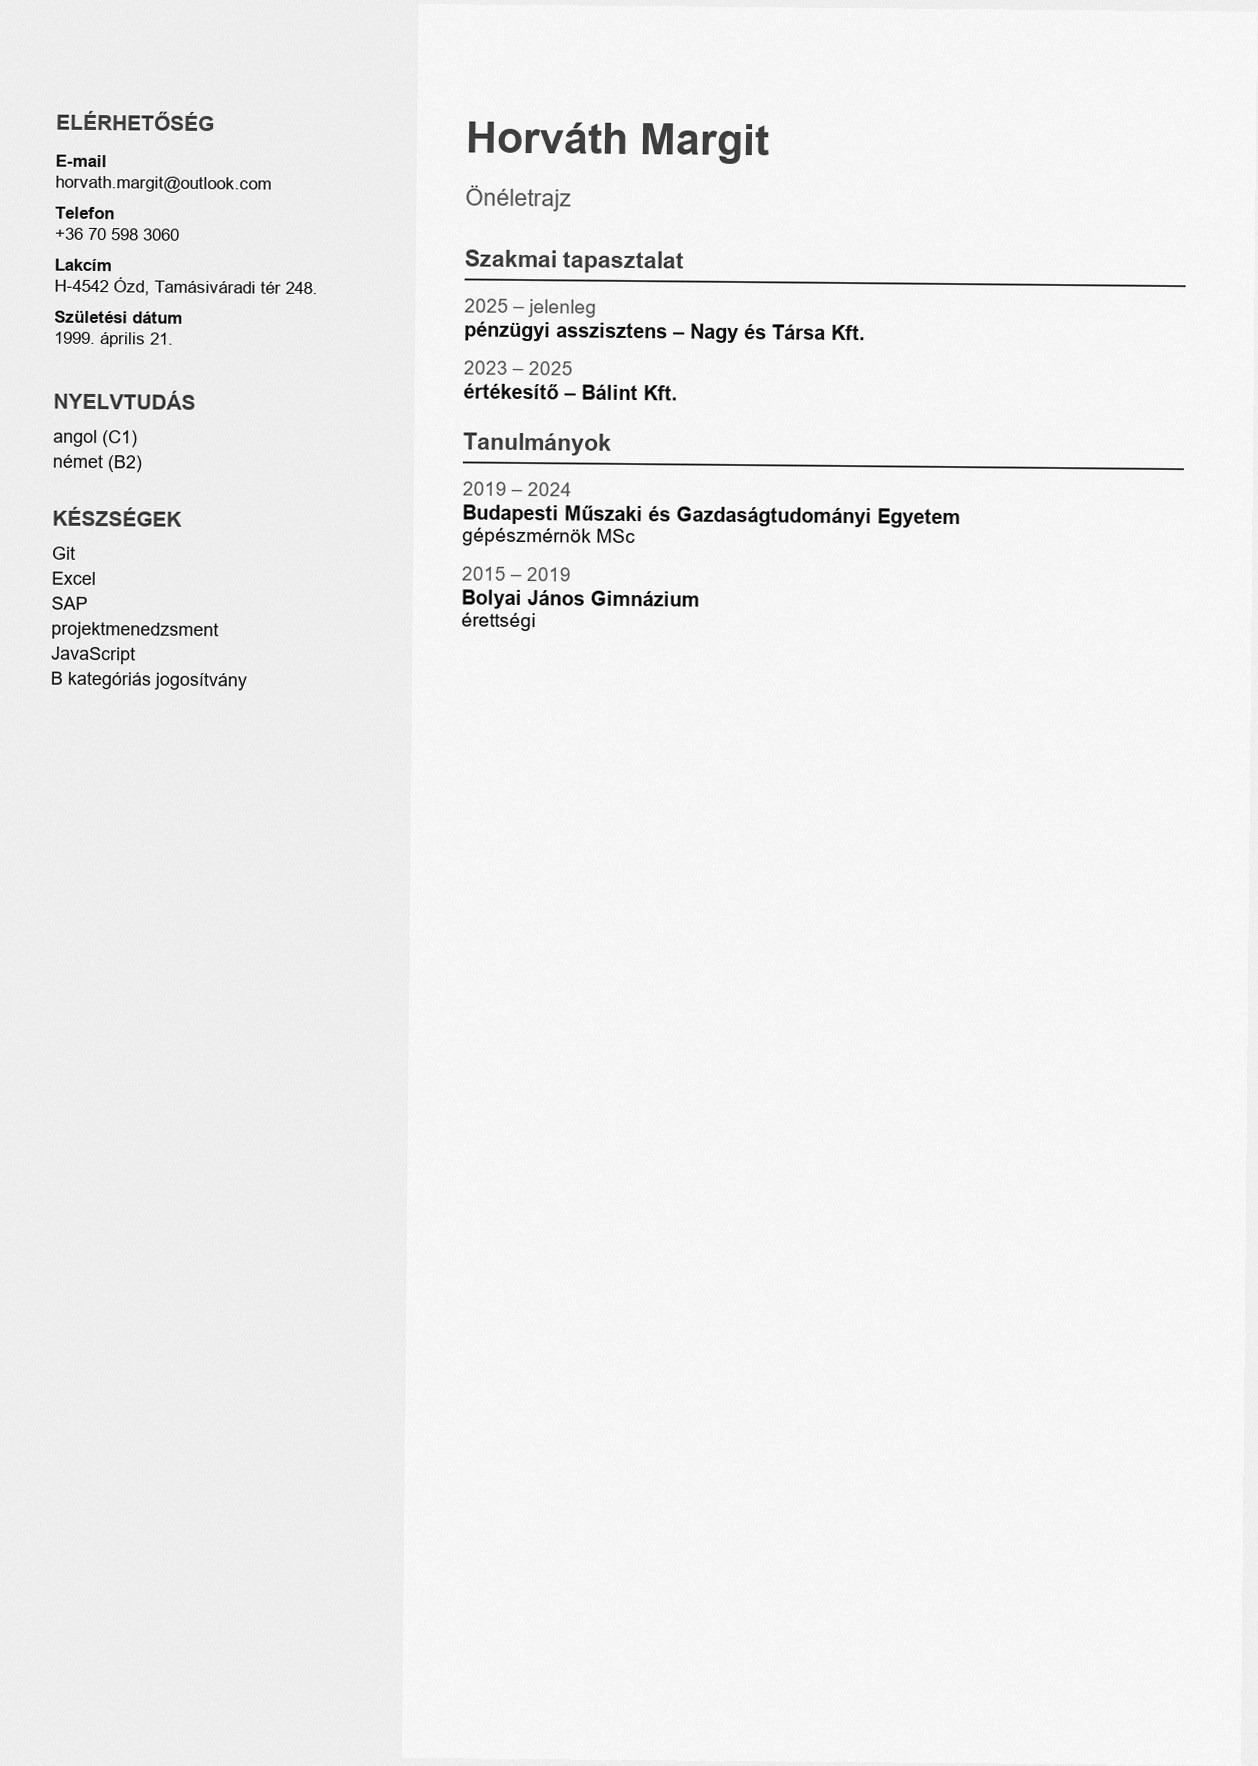 ELÉRHETŐSÉG
E-mail
horvath.margit@outlook.com
Telefon
+36 70 598 3060
Lakcím
H-4542 Ózd, Tamásiváradi tér 248.
Születési dátum
1999. április 21.
NYELVTUDÁS
angol (C1)
német (B2)
KÉSZSÉGEK
Git
Excel
SAP
projektmenedzsment
JavaScript
B kategóriás jogosítvány
Horváth Margit
Önéletrajz
Szakmai tapasztalat
2025 – jelenleg
pénzügyi asszisztens – Nagy és Társa Kft.
2023 – 2025
értékesítő – Bálint Kft.
Tanulmányok
2019 – 2024
Budapesti Műszaki és Gazdaságtudományi Egyetem
gépészmérnök MSc
2015 – 2019
Bolyai János Gimnázium
érettségi